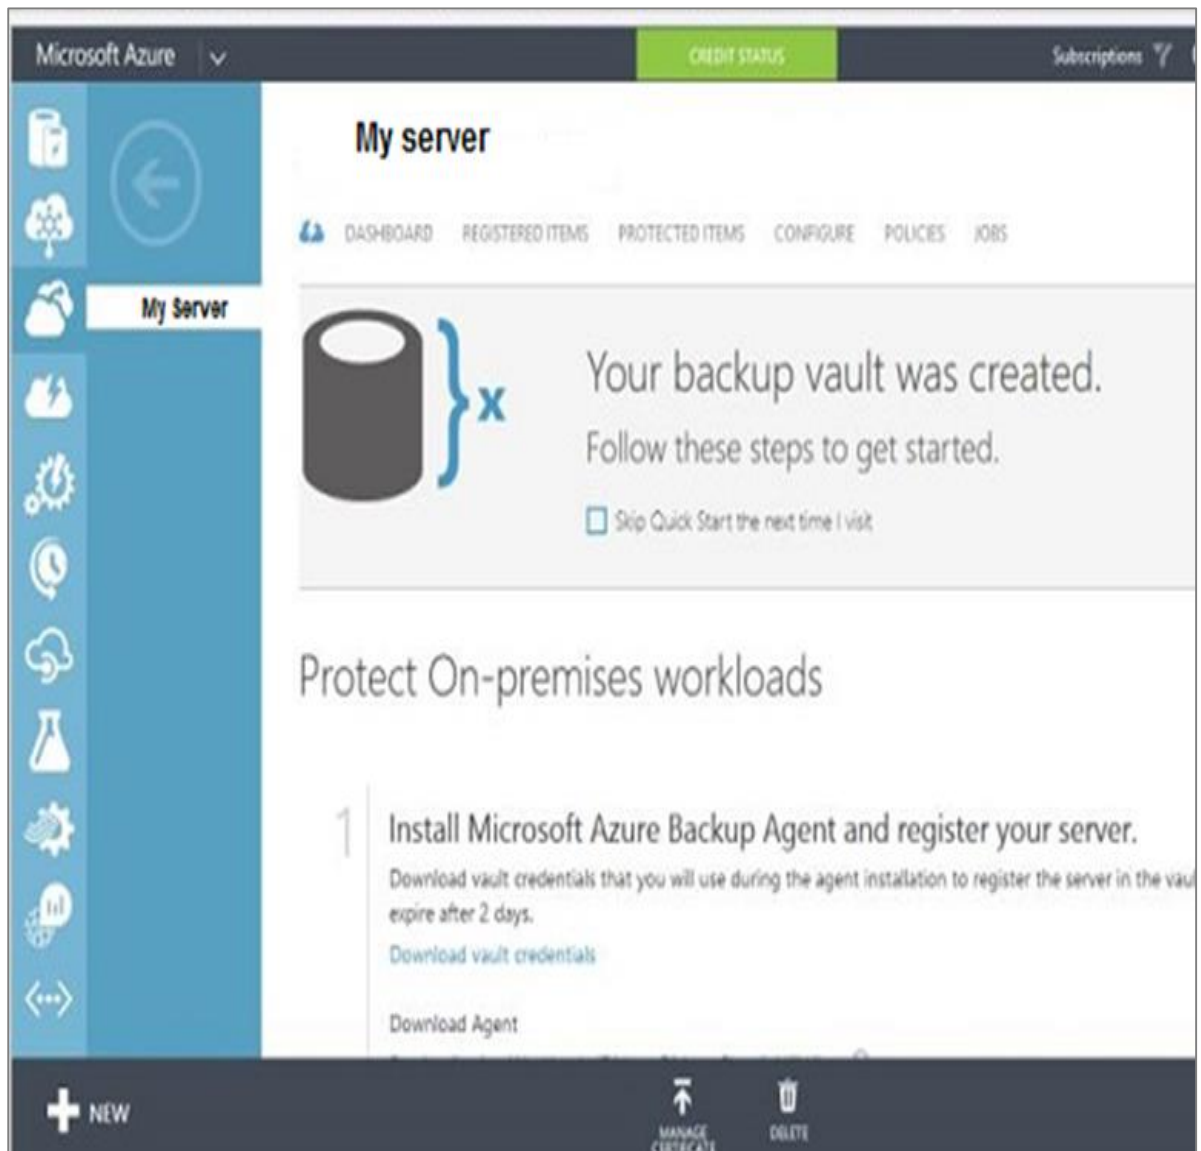 Microsoft Azure
CREDIT STATUS
Subscriptions
My server
DASHBOARD REGISTERED ITEMS PROTECTED ITEMS CONFIGURE POLICIES JOBS
My Server
x
Your backup vault was created.
Follow these steps to get started.
Skip Quick Start the next time I visit
Protect On-premises workloads
1
Install Microsoft Azure Backup Agent and register your server.
Download vault credentials that you will use during the agent installation to register the server in the
expire after 2 days.
Download vault credentials
Download Agent
NEW
MANAGE
CERTIFICATE
DELETE